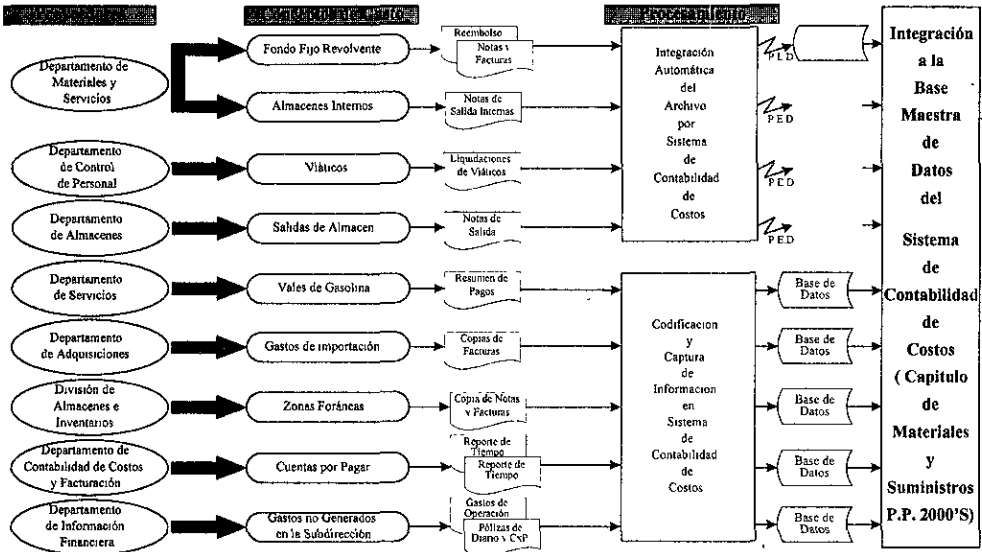 Procesamiento
Departamento de
Materiales y
Servicios
Fondo Fijo Revolvente
Reembolso
Notas y
Facturas
Almacenes Internos
Notas de
Salida Internas
Departamento
de Control
de Personal
Viáticos
Liquidaciones
de Viáticos
Departamento
de Almacenes
Salidas de Almacen
Notas de
Salida
Integración
Automática
del
Archivo
por
Sistema
de
Contabilidad
de
Costos
PED
PED
PED
PED
Departamento
de Servicios
Vales de Gasolina
Resumen de
Pagos
Departamento
de Adquisiciones
Gastos de importación
Copias de
Facturas
División de
Almacenes e
Inventarios
Zonas Foráneas
Copia de Notas
y Facturas
Departamento de
Contabilidad de Costos
y Facturación
Cuentas por Pagar
Reporte de
Tiempo
Reporte de
Tiempo
Departamento
de Información
Financiera
Gastos no Generados
en la Subdirección
Gastos de
Operación
Pólizas de
Diario y CxP
Codificacion
y
Captura
de
Informacion
en
Sistema
de
Contabilidad
de
Costos
Base de
Datos
Base de
Datos
Base de
Datos
Base de
Datos
Base de
Datos
Integración
a la
Base
Maestra
de
Datos
del
Sistema
de
Contabilidad
de
Costos
( Capitulo
de
Materiales
y
Suministros
P.P. 2000'S)